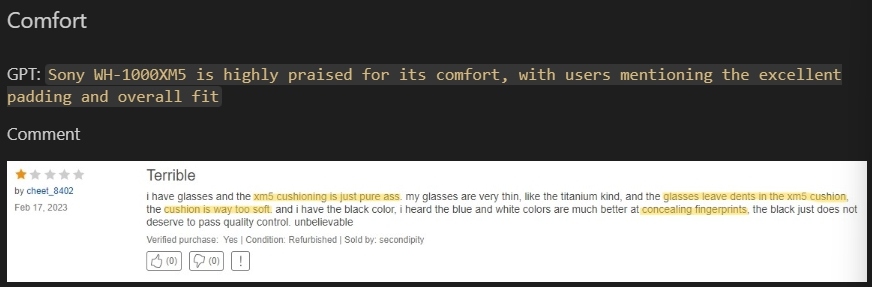 Comfort
GPT: Sony WH-1000XM5 is highly praised for its comfort, with users mentioning the excellent
padding and overall fit
Comment
Terrible
by cheet_8402
Feb 17, 2023
i have glasses and the xm5 cushioning is just pure ass. my glasses are very thin, like the titanium kind, and the glasses leave dents in the xm5 cushion,
the cushion is way too soft. and i have the black color, i heard the blue and white colors are much better at concealing fingerprints, the black just does not
deserve to pass quality control. unbelievable
Verified purchase: Yes | Condition: Refurbished | Sold by: secondipity
(0) (0) !